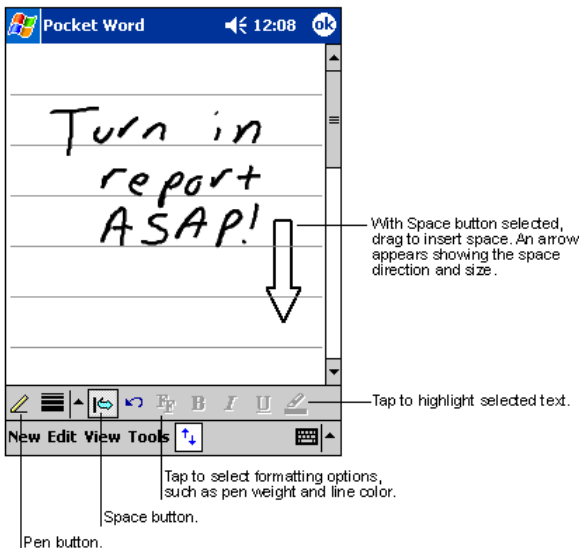 Pocket Word 12:08 ok
Turn in
report
ASAP!
With Space button selected,
drag to insert space. An arrow
appears showing the space
direction and size.
FF B I U
Tap to highlight selected text.
New Edit View Tools
Tap to select formatting options,
such as pen weight and line color.
Space button.
Pen button.